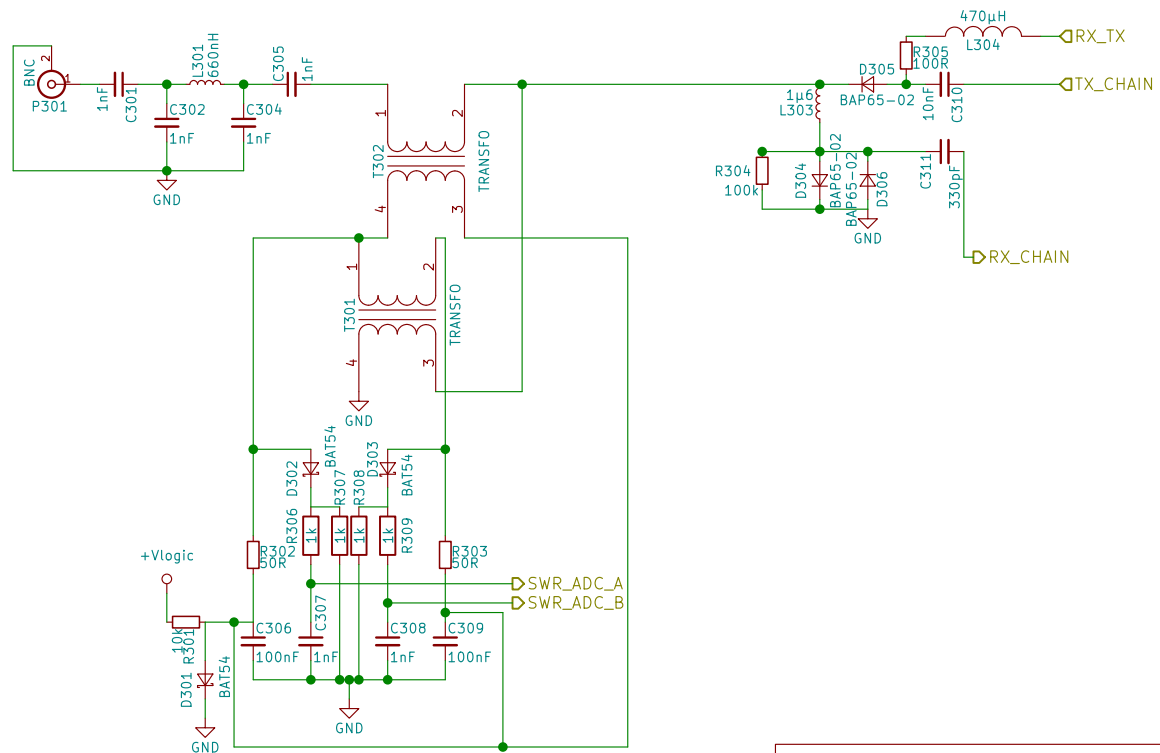 470µH
L304
RX_TX
R305
100R
TX_CHAIN
D305
BAP65-02
10nF
C310
BNC
2
1
P301
1nF
C301
L301
660nH
C305
1nF
C302
1nF
C304
1nF
GND
1
2
T302
TRANSFO
4
3
1µ6
L303
R304
100k
D304
BAP65-02
BAP65-02
D306
C311
330pF
GND
RX_CHAIN
1
2
T301
TRANSFO
4
3
GND
D302
BAT54
R307
R308
D303
BAT54
R306
1k
1k
1k
1k
R309
R302
50R
R303
50R
+Vlogic
SWR_ADC_A
SWR_ADC_B
10k
R301
C306
100nF
C307
1nF
C308
1nF
C309
100nF
D301
BAT54
GND
GND